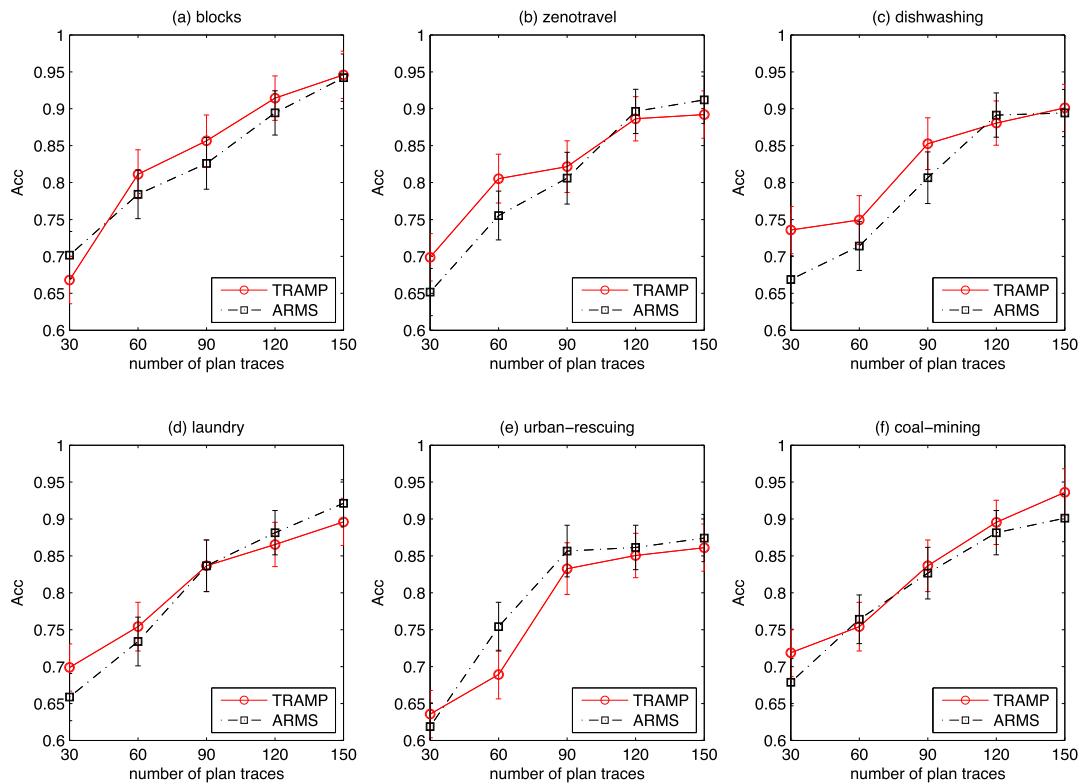 (a) blocks
1
0.95
0.9
0.85
0.8
0.75
0.7
0.65
0.6
Acc
30 60 90 120 150
number of plan traces
TRAMP
ARMS
(b) zenotravel
1
0.95
0.9
0.85
0.8
0.75
0.7
0.65
0.6
Acc
30 60 90 120 150
number of plan traces
TRAMP
ARMS
(c) dishwashing
1
0.95
0.9
0.85
0.8
0.75
0.7
0.65
0.6
Acc
30 60 90 120 150
number of plan traces
TRAMP
ARMS
(d) laundry
1
0.95
0.9
0.85
0.8
0.75
0.7
0.65
0.6
Acc
30 60 90 120 150
number of plan traces
TRAMP
ARMS
(e) urban−rescuing
1
0.95
0.9
0.85
0.8
0.75
0.7
0.65
0.6
Acc
30 60 90 120 150
number of plan traces
TRAMP
ARMS
(f) coal−mining
1
0.95
0.9
0.85
0.8
0.75
0.7
0.65
0.6
Acc
30 60 90 120 150
number of plan traces
TRAMP
ARMS